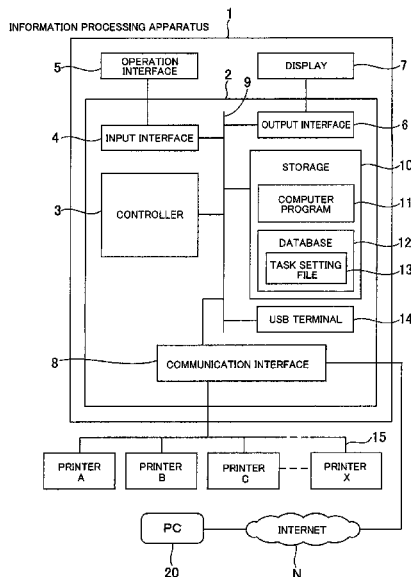 INFORMATION PROCESSING APPARATUS
1
5
OPERATION
INTERFACE
DISPLAY
7
2
9
4
INPUT INTERFACE
OUTPUT INTERFACE
6
3
CONTROLLER
STORAGE
10
COMPUTER
PROGRAM
11
DATABASE
12
TASK SETTING
FILE
13
USB TERMINAL
14
8
COMMUNICATION INTERFACE
15
PRINTER
A
PRINTER
B
PRINTER
C
PRINTER
X
PC
INTERNET
20
N